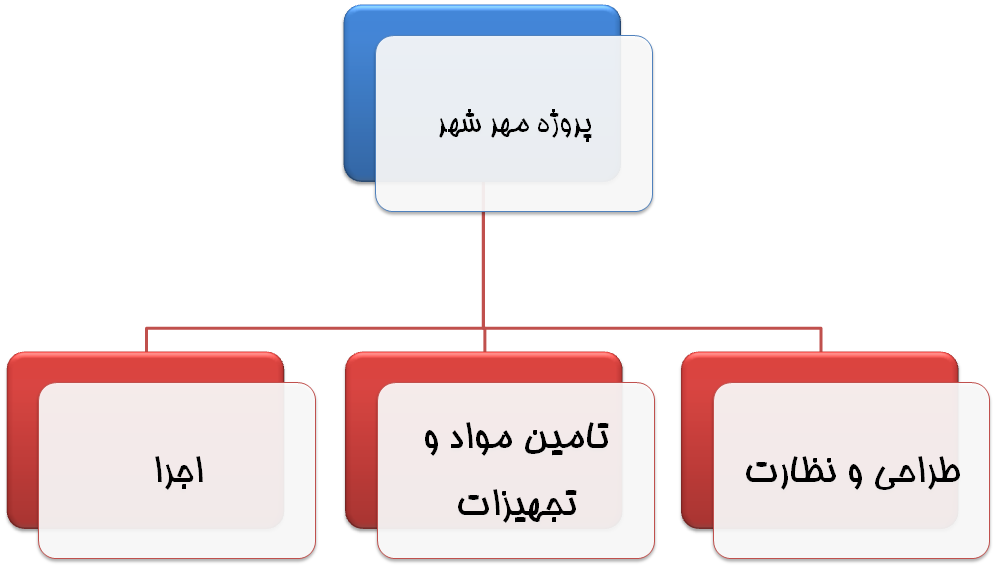 پروژه مهر شهر
طراحی و نظارت
تامین مواد و
تجهیزات
اجرا